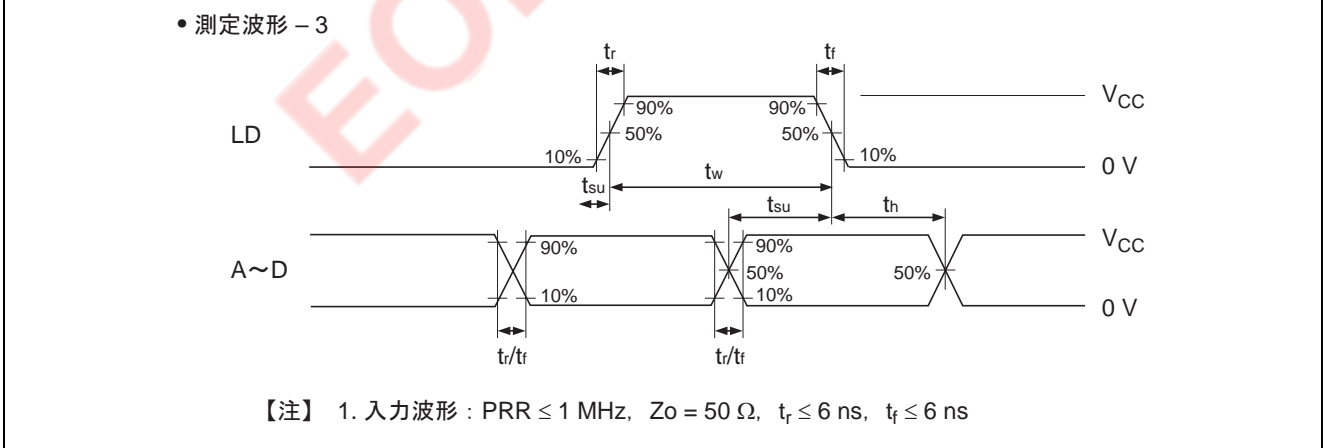 • 測定波形 – 3
tr tf
90% 90% VCC
LD 50% 50%
10% 10% 0 V
tsu tw
tsu th
VCC
90% 90%
A～D 50% 50%
10% 10% 0 V
tr/tf tr/tf
【注】 1. 入力波形：PRR ≤ 1 MHz, Zo = 50 Ω, tr ≤ 6 ns, tf ≤ 6 ns